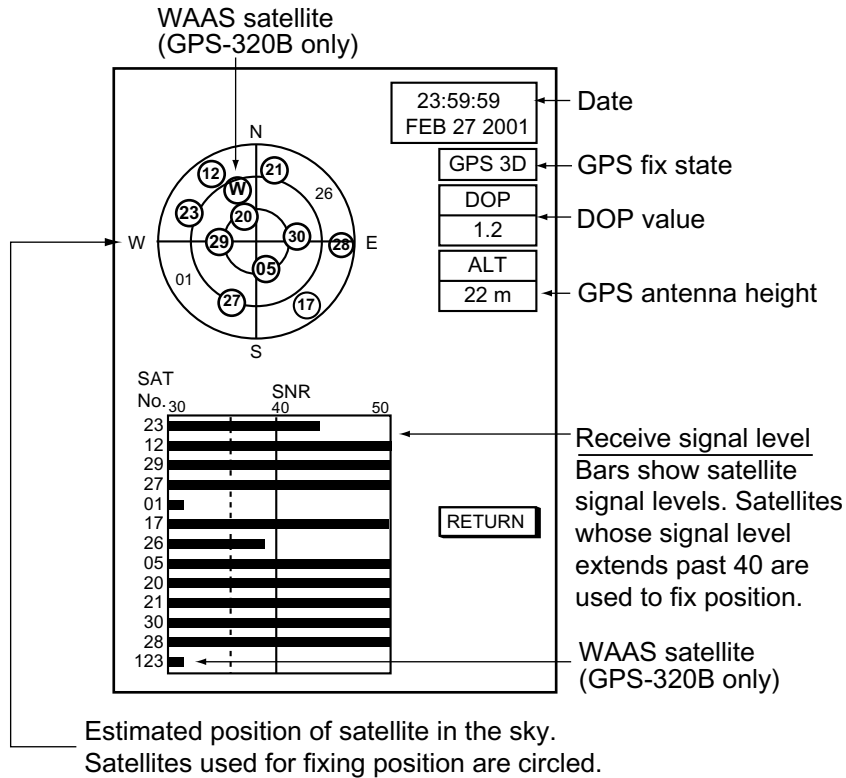 WAAS satellite
(GPS-320B only)
23:59:59
FEB 27 2001
Date
GPS 3D
GPS fix state
DOP
1.2
DOP value
ALT
22 m
GPS antenna height
N
12
21
W
26
23
20
W
29
30
28
E
01
05
27
17
S
SAT
No.
SNR
30
40
50
23
12
29
27
01
17
26
05
20
21
30
28
123
RETURN
Receive signal level
Bars show satellite
signal levels. Satellites
whose signal level
extends past 40 are
used to fix position.
WAAS satellite
(GPS-320B only)
Estimated position of satellite in the sky.
Satellites used for fixing position are circled.